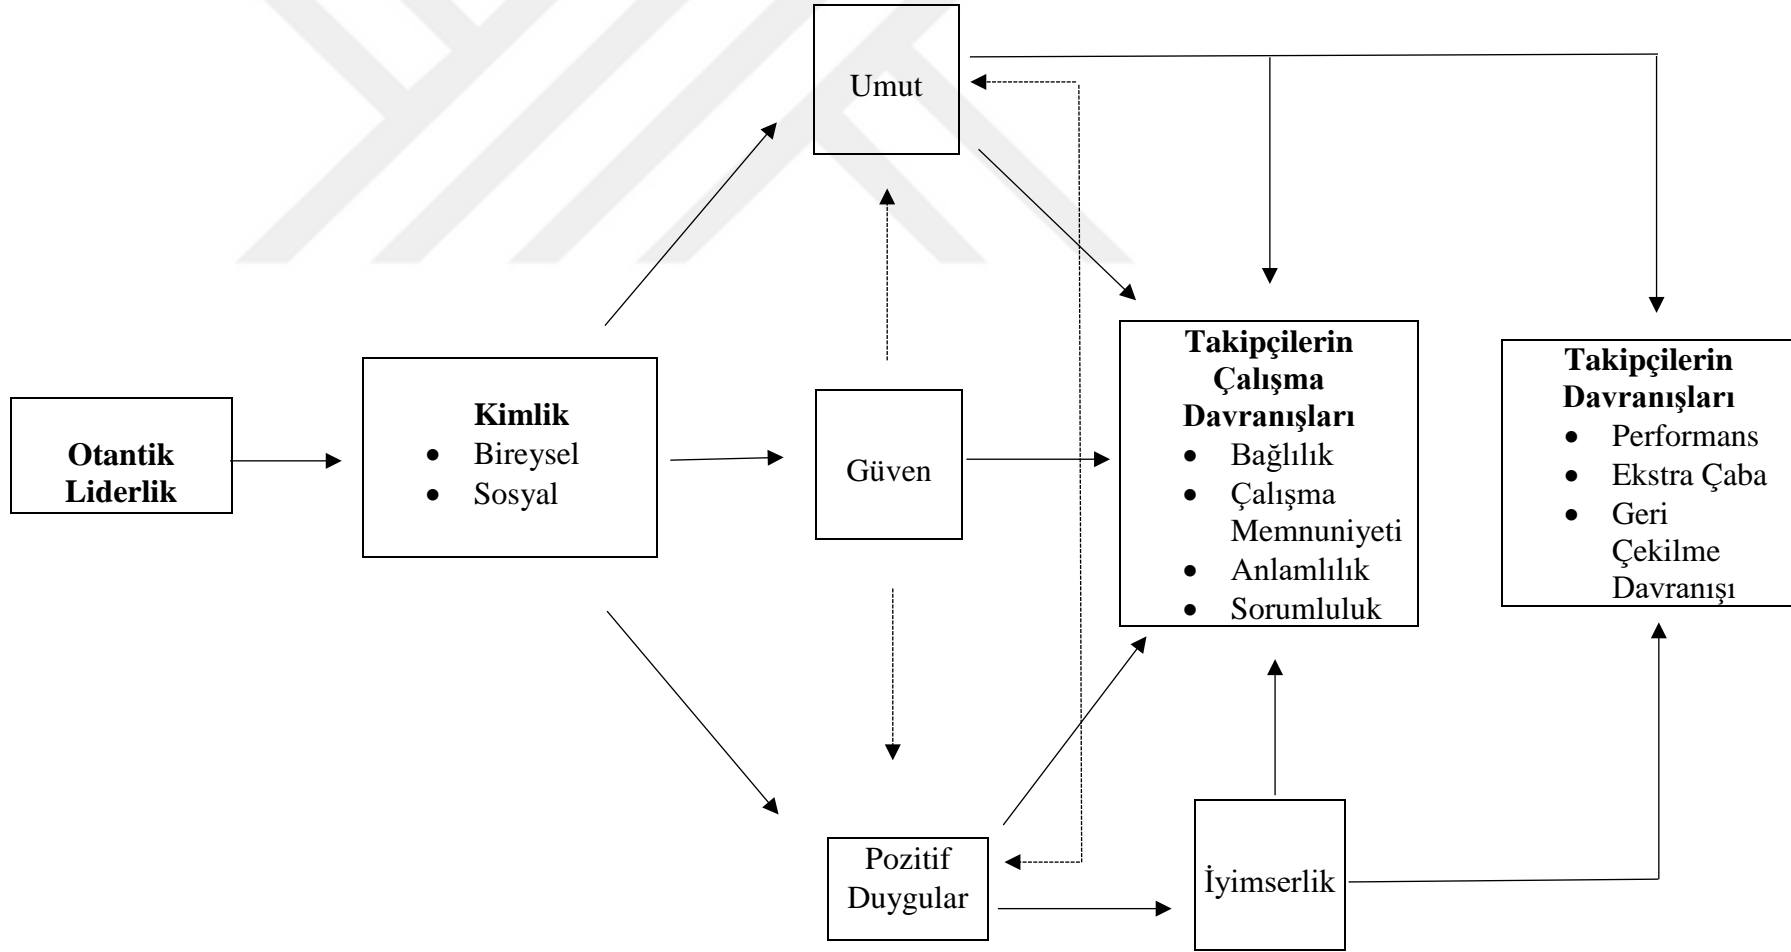 Umut
Otantik
Liderlik
Kimlik
• Bireysel
• Sosyal
Güven
Takipçilerin
Çalışma
Davranışları
• Bağlılık
• Çalışma
Memnuniyeti
• Anlamlılık
• Sorumluluk
Takipçilerin
Davranışları
• Performans
• Ekstra Çaba
• Geri
Çekilme
Davranışı
Pozitif
Duygular
İyimserlik